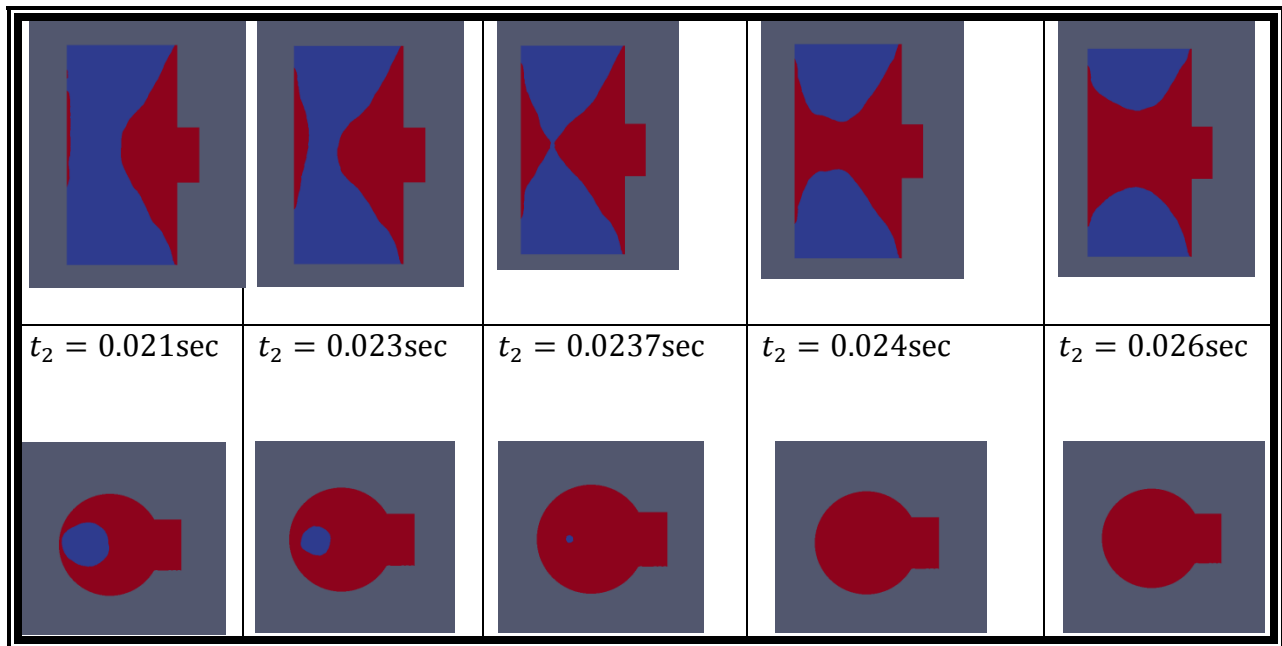 𝑡₂ = 0.021sec
𝑡₂ = 0.023sec
𝑡₂ = 0.0237sec
𝑡₂ = 0.024sec
𝑡₂ = 0.026sec